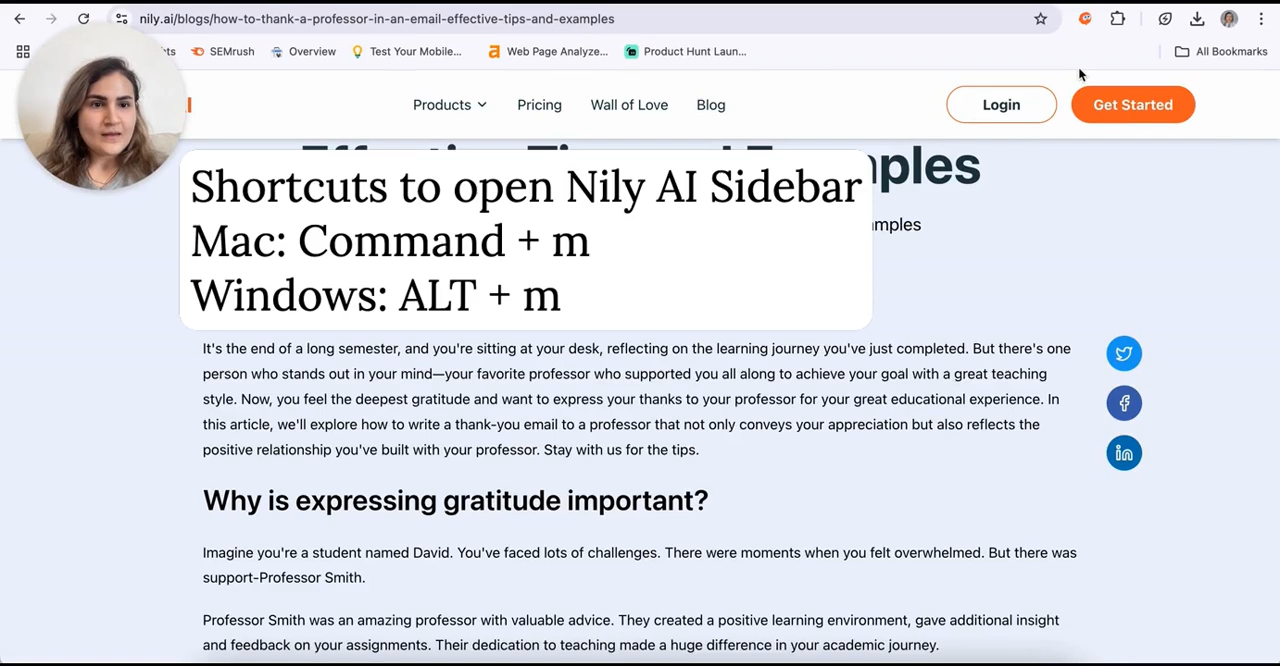 nily.ai/blogs/how-to-thank-a-professor-in-an-email-effective-tips-and-examples
SEMrush
Overview
Test Your Mobile...
Web Page Analyze...
Product Hunt Laun...
All Bookmarks
Products
Pricing
Wall of Love
Blog
Login
Get Started
Shortcuts to open Nily AI Sidebar
Mac: Command + m
Windows: ALT + m
It's the end of a long semester, and you're sitting at your desk, reflecting on the learning journey you've just completed. But there's one
person who stands out in your mind—your favorite professor who supported you all along to achieve your goal with a great teaching
style. Now, you feel the deepest gratitude and want to express your thanks to your professor for your great educational experience. In
this article, we'll explore how to write a thank-you email to a professor that not only conveys your appreciation but also reflects the
positive relationship you've built with your professor. Stay with us for the tips.
Why is expressing gratitude important?
Imagine you're a student named David. You've faced lots of challenges. There were moments when you felt overwhelmed. But there was
support-Professor Smith.
Professor Smith was an amazing professor with valuable advice. They created a positive learning environment, gave additional insight
and feedback on your assignments. Their dedication to teaching made a huge difference in your academic journey.